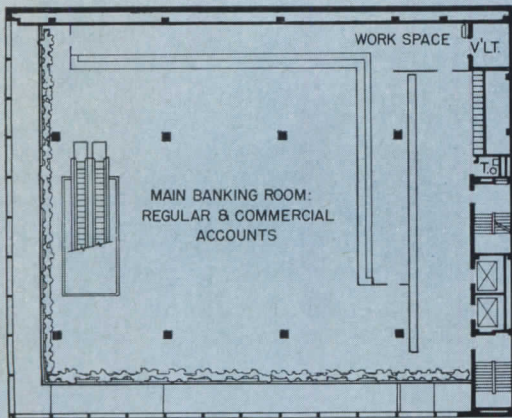 WORK SPACE
V'LT.
T.O.
MAIN BANKING ROOM:
REGULAR & COMMERCIAL
ACCOUNTS